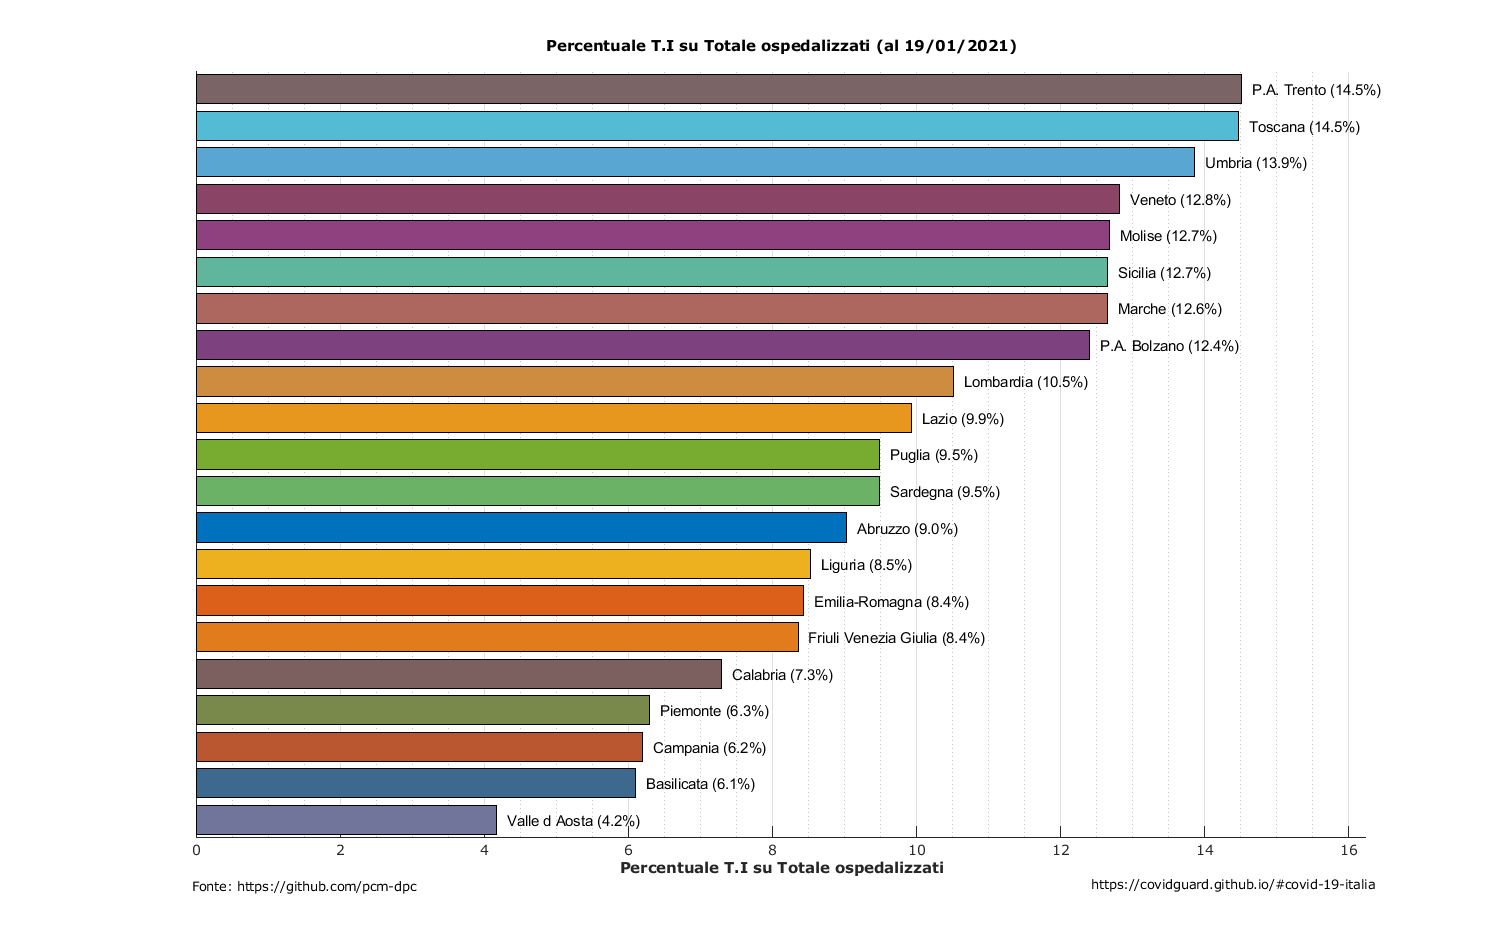 Percentuale T.I su Totale ospedalizzati (al 19/01/2021)
P.A. Trento (14.5%)
Toscana (14.5%)
Umbria (13.9%)
Veneto (12.8%)
Molise (12.7%)
Sicilia (12.7%)
Marche (12.6%)
P.A. Bolzano (12.4%)
Lombardia (10.5%)
Lazio (9.9%)
Puglia (9.5%)
Sardegna (9.5%)
Abruzzo (9.0%)
Liguria (8.5%)
Emilia-Romagna (8.4%)
Friuli Venezia Giulia (8.4%)
Calabria (7.3%)
Piemonte (6.3%)
Campania (6.2%)
Basilicata (6.1%)
Valle d Aosta (4.2%)
0 2 4 6 8 10 12 14 16
Percentuale T.I su Totale ospedalizzati
Fonte: https://github.com/pcm-dpc
https://covidguard.github.io/#covid-19-italia